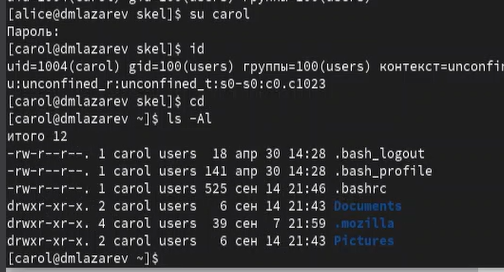 [alice@dmlazarev skel]$ su carol
Пароль:
[carol@dmlazarev skel]$ id
uid=1004(carol) gid=100(users) группы=100(users) контекст=unconfin
u:unconfined_r:unconfined_t:s0-s0:c0.c1023
[carol@dmlazarev skel]$ cd
[carol@dmlazarev ~]$ ls -Al
итого 12
-rw-r--r--. 1 carol users  18 апр 30 14:28 .bash_logout
-rw-r--r--. 1 carol users 141 апр 30 14:28 .bash_profile
-rw-r--r--. 1 carol users 525 сен 14 21:46 .bashrc
drwxr-xr-x. 2 carol users   6 сен 14 21:43 Documents
drwxr-xr-x. 4 carol users  39 сен  7 21:59 .mozilla
drwxr-xr-x. 2 carol users   6 сен 14 21:43 Pictures
[carol@dmlazarev ~]$